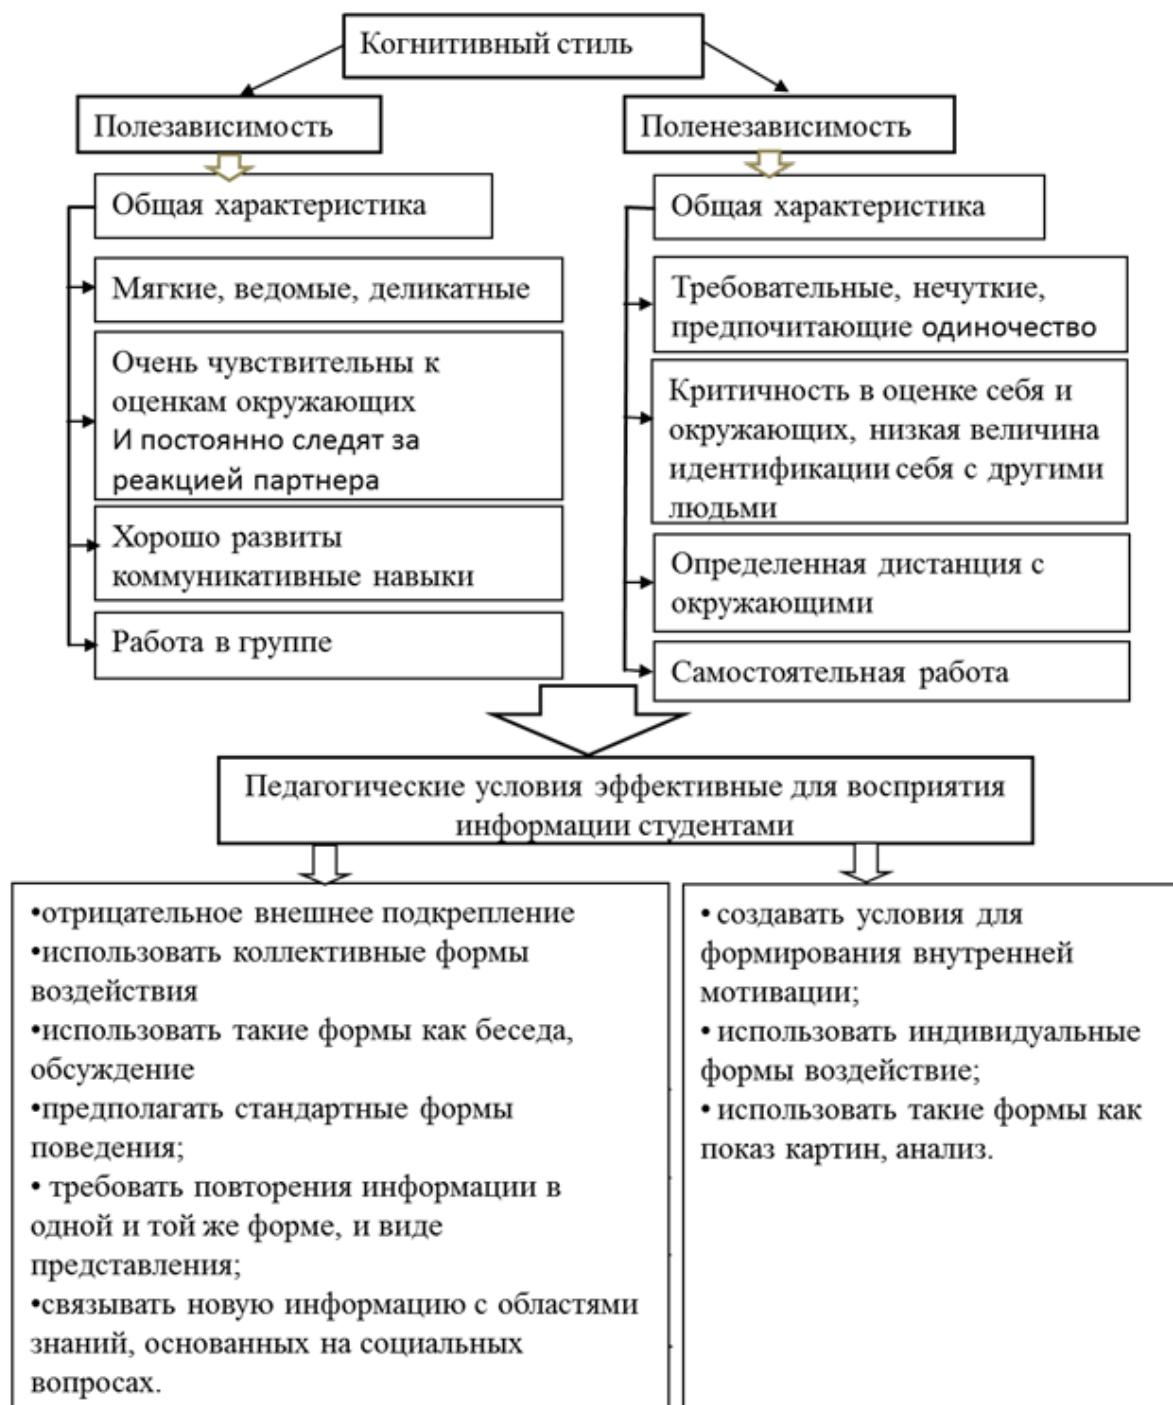 Когнитивный стиль
Полезависимость
Общая характеристика
Мягкие, ведомые, деликатные
Очень чувствительны к
оценкам окружающих
И постоянно следят за
реакцией партнера
Хорошо развиты
коммуникативные навыки
Работа в группе
Поленезависимость
Общая характеристика
Требовательные, нечуткие,
предпочитающие одиночество
Критичность в оценке себя и
окружающих, низкая величина
идентификации себя с другими
людьми
Определенная дистанция с
окружающими
Самостоятельная работа
Педагогические условия эффективные для восприятия
информации студентами
•отрицательное внешнее подкрепление
•использовать коллективные формы
воздействия
•использовать такие формы как беседа,
обсуждение
•предполагать стандартные формы
поведения;
• требовать повторения информации в
одной и той же форме, и виде
представления;
•связывать новую информацию с областями
знаний, основанных на социальных
вопросах.
• создавать условия для
формирования внутренней
мотивации;
• использовать индивидуальные
формы воздействие;
• использовать такие формы как
показ картин, анализ.